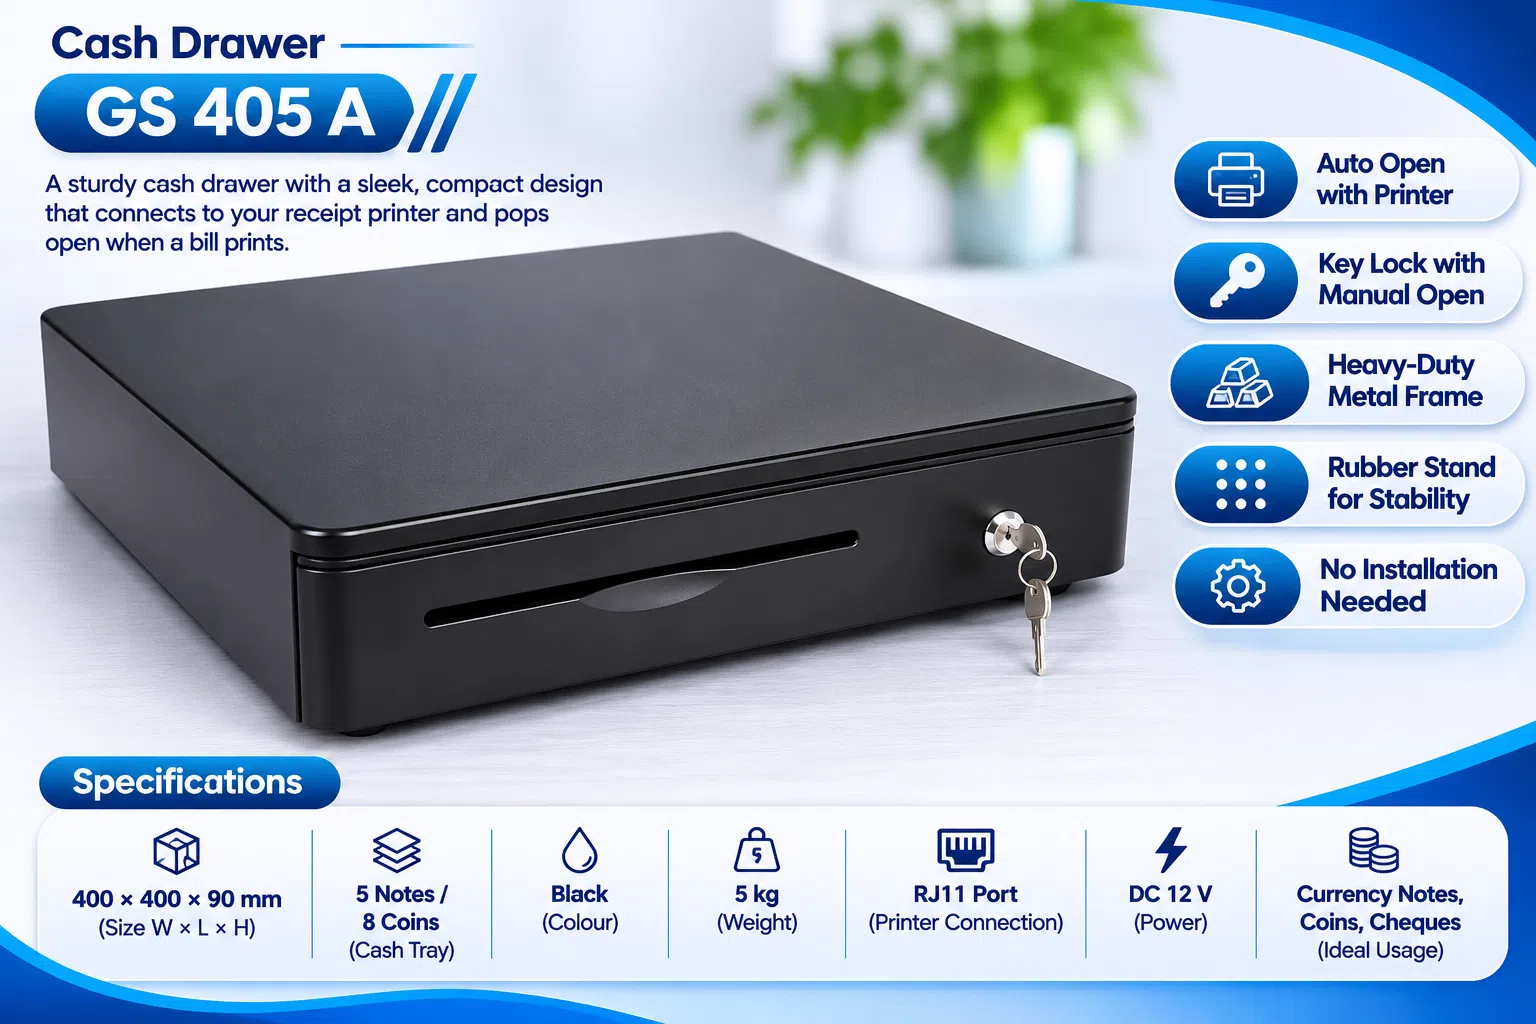 Cash Drawer
GS 405 A
A sturdy cash drawer with a sleek, compact design
that connects to your receipt printer and pops
open when a bill prints.
Auto Open
with Printer
Key Lock with
Manual Open
Heavy-Duty
Metal Frame
Rubber Stand
for Stability
No Installation
Needed
Specifications
400 × 400 × 90 mm
(Size W × L × H)
5 Notes /
8 Coins
(Cash Tray)
Black
(Colour)
5 kg
(Weight)
RJ11 Port
(Printer Connection)
DC 12 V
(Power)
Currency Notes,
Coins, Cheques
(Ideal Usage)